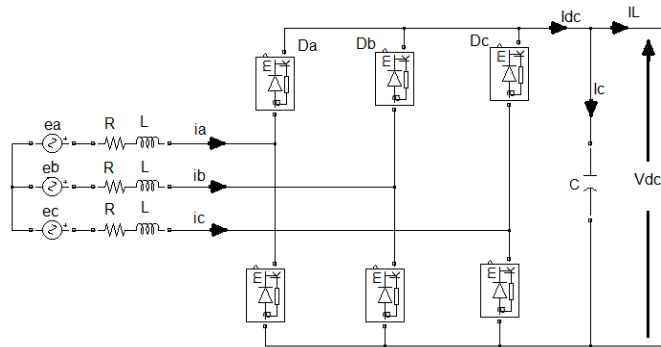 Idc IL
Da Db Dc
m k a
m k a
m k a
Ic
ea R L ia
eb R L ib
ec R L ic
C
Vdc
m k a
m k a
m k a